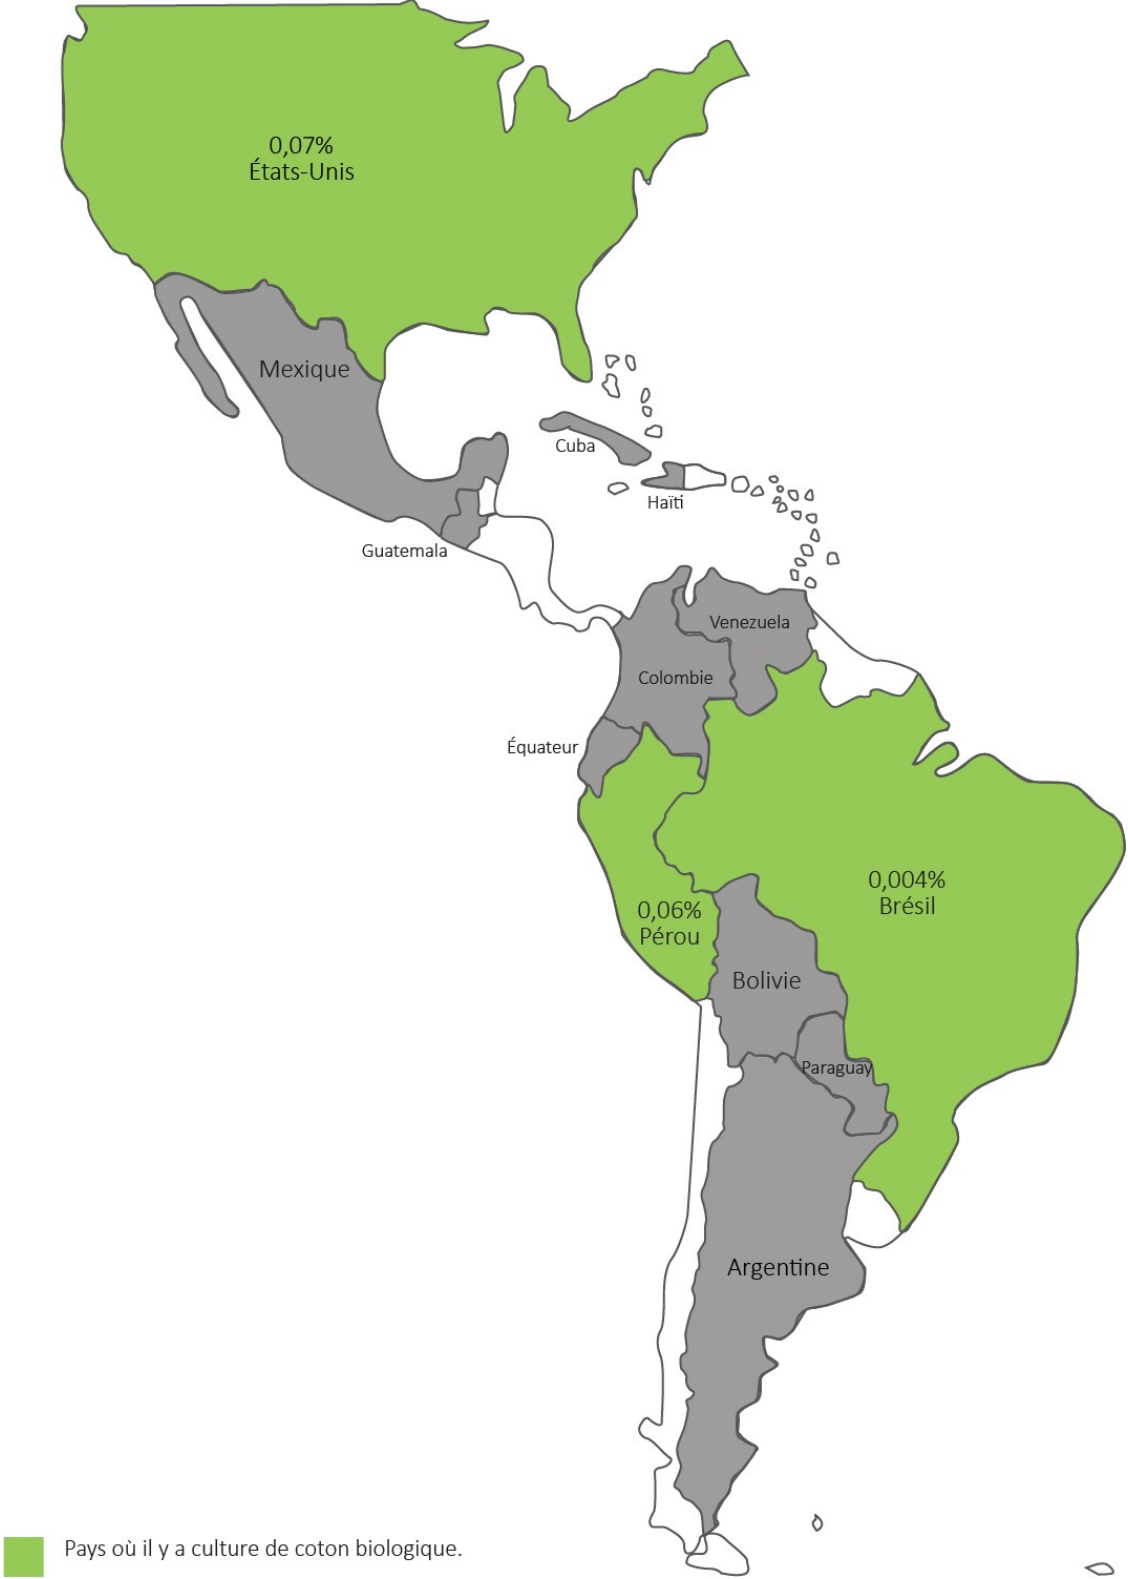 0,07%
États-Unis
Mexique
Cuba
Haïti
Guatemala
Venezuela
Colombie
Équateur
0,004%
Brésil
0,06%
Pérou
Bolivie
Paraguay
Argentine
Pays où il y a culture de coton biologique.